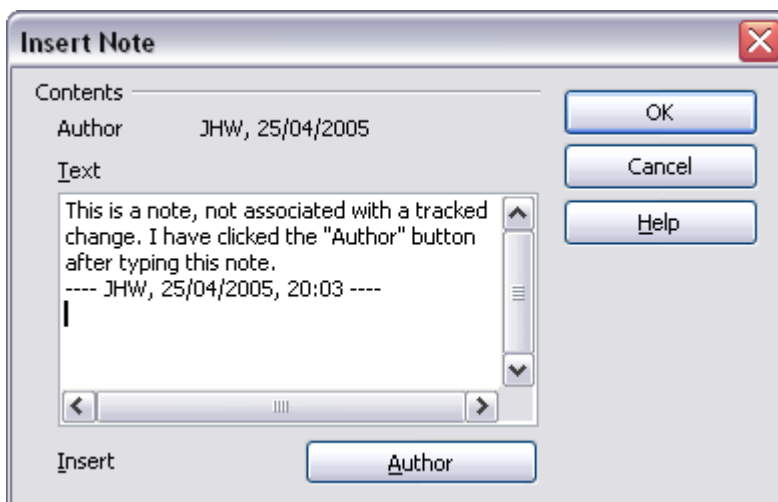 Insert Note
Contents
Author JHW, 25/04/2005
Text
This is a note, not associated with a tracked
change. I have clicked the "Author" button
after typing this note.
---- JHW, 25/04/2005, 20:03 ----
Insert Author
OK
Cancel
Help